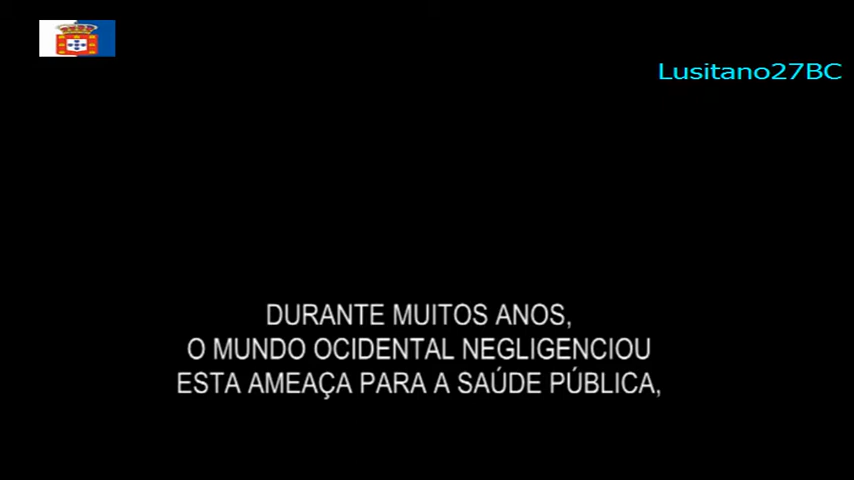 Lusitano27BC
DURANTE MUITOS ANOS,
O MUNDO OCIDENTAL NEGLIGENCIOU
ESTA AMEAÇA PARA A SAÚDE PÚBLICA,